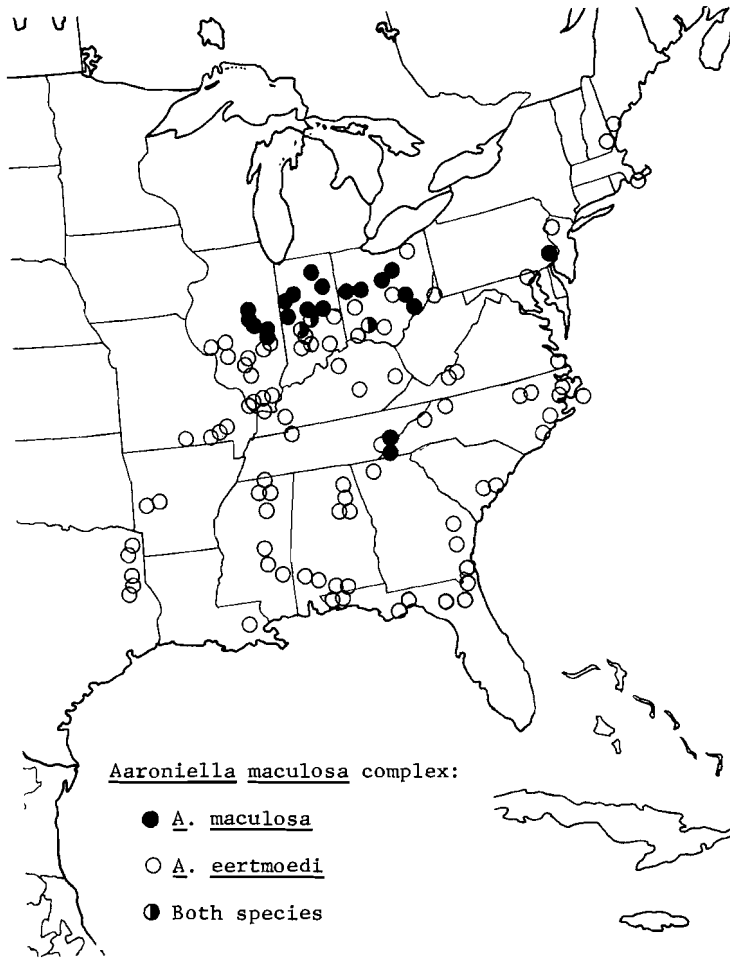 Aaroniella maculosa complex:
A. maculosa
A. eertmoedi
Both species